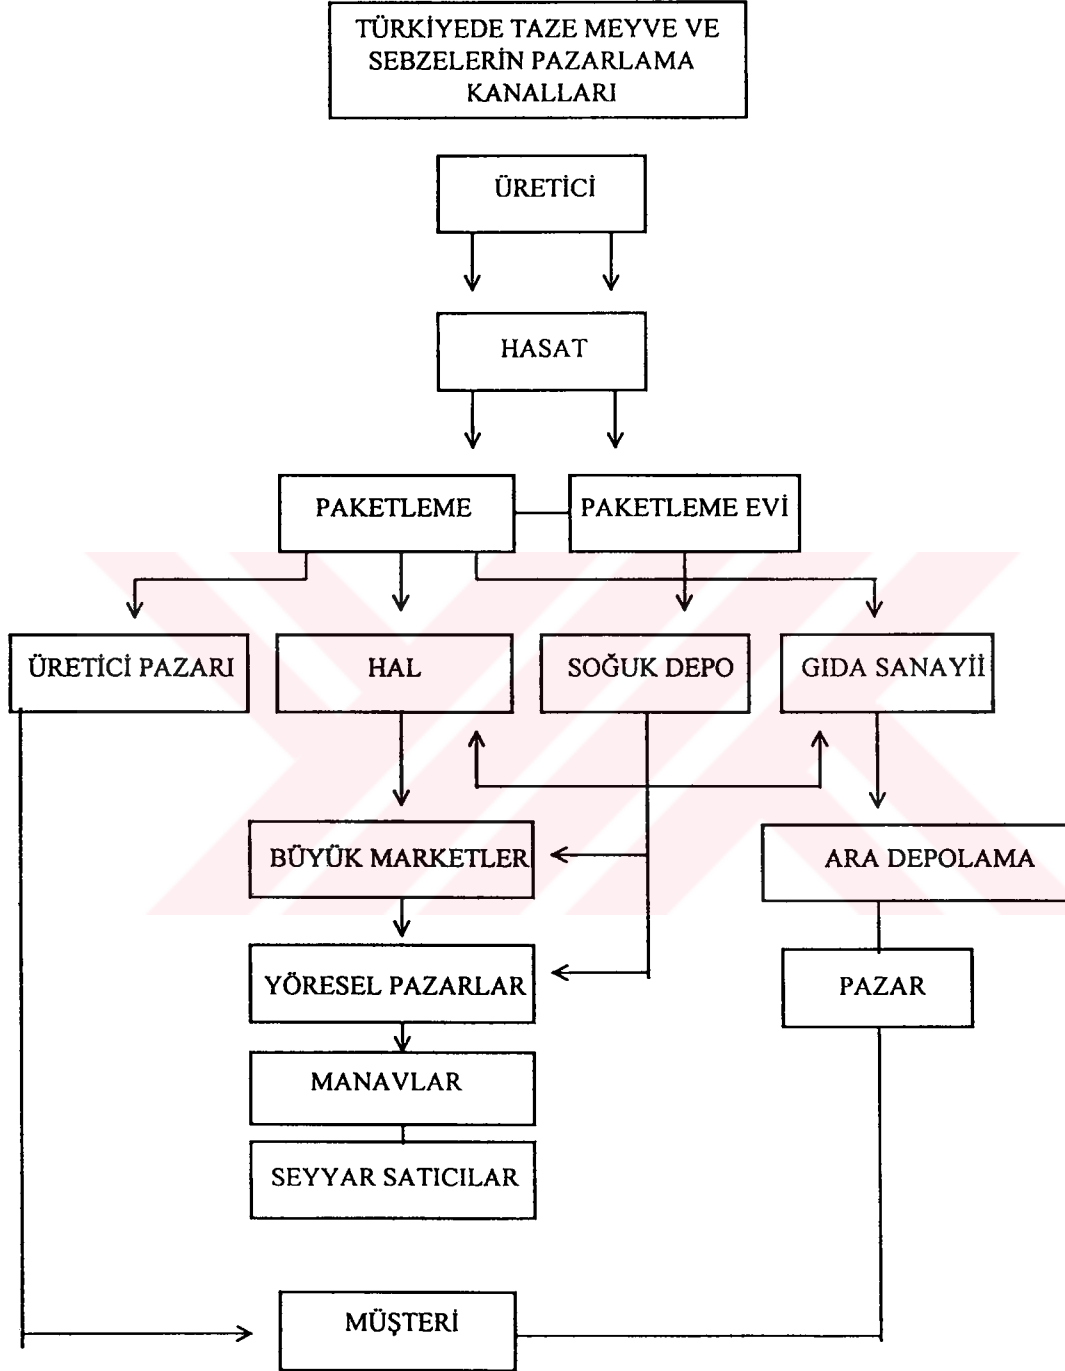 TÜRKİYEDE TAZE MEYVE VE
SEBZELERİN PAZARLAMA
KANALLARI
ÜRETİCİ
HASAT
PAKETLEME
PAKETLEME EVİ
ÜRETİCİ PAZARI
HAL
SOĞUK DEPO
GIDA SANAYİİ
BÜYÜK MARKETLER
ARA DEPOLAMA
YÖRESEL PAZARLAR
PAZAR
MANAVLAR
SEYYAR SATICILAR
MÜŞTERİ